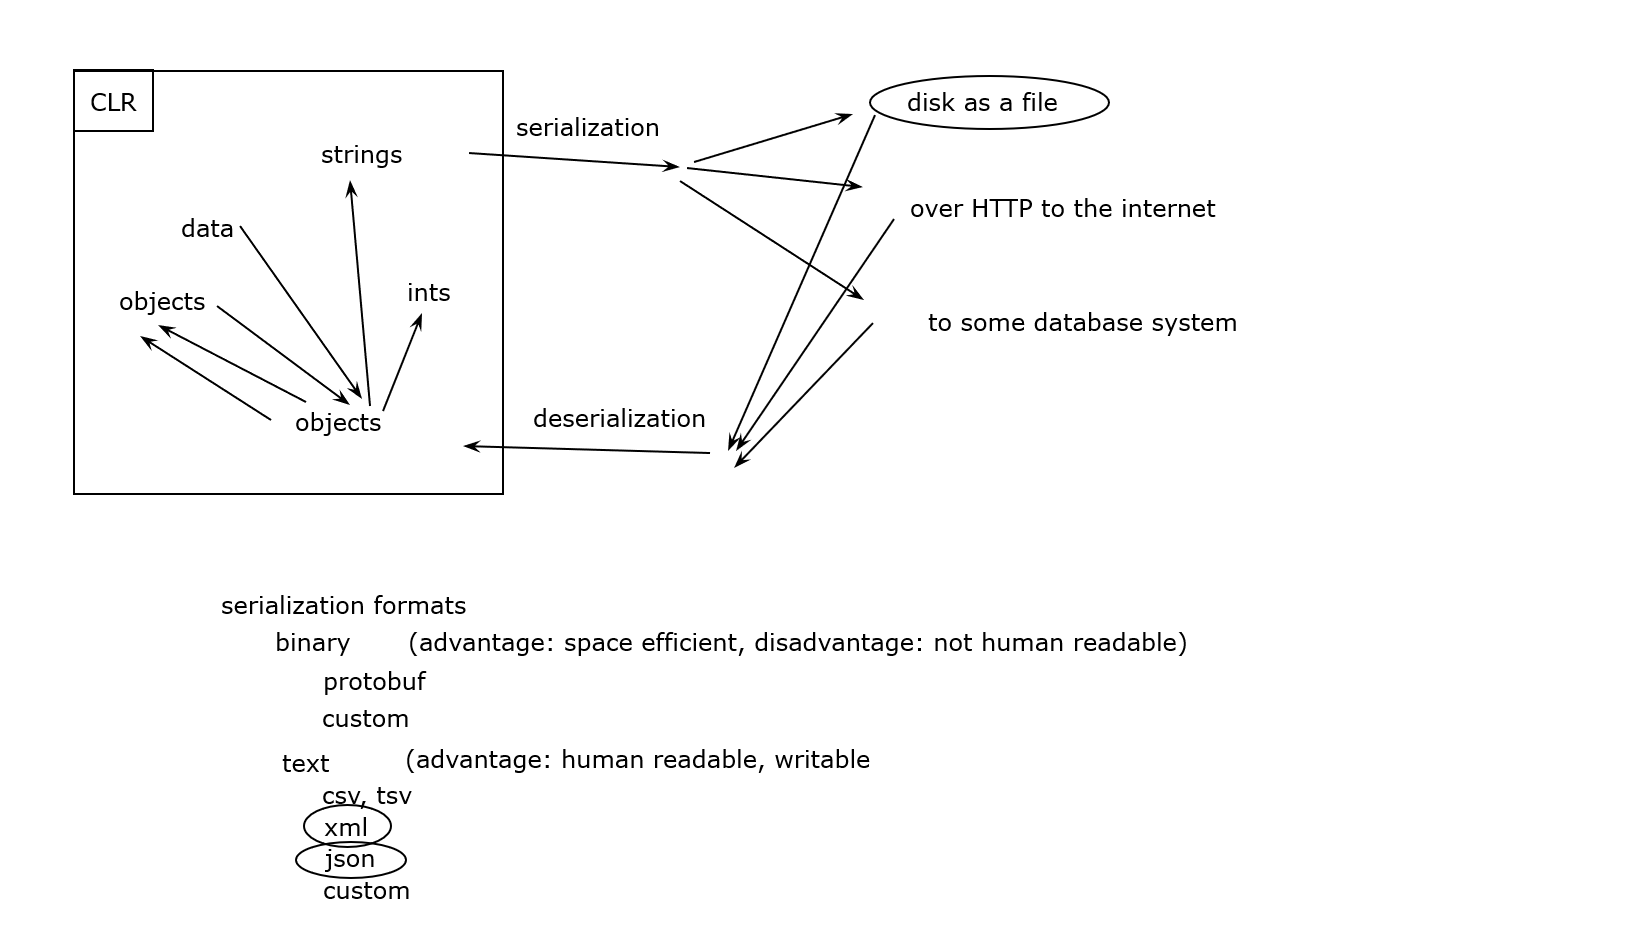 CLR
disk as a file
serialization
strings
over HTTP to the internet
data
ints
objects
to some database system
deserialization
objects
serialization formats
binary (advantage: space efficient, disadvantage: not human readable)
protobuf
custom
text (advantage: human readable, writable
csv, tsv
xml
json
custom